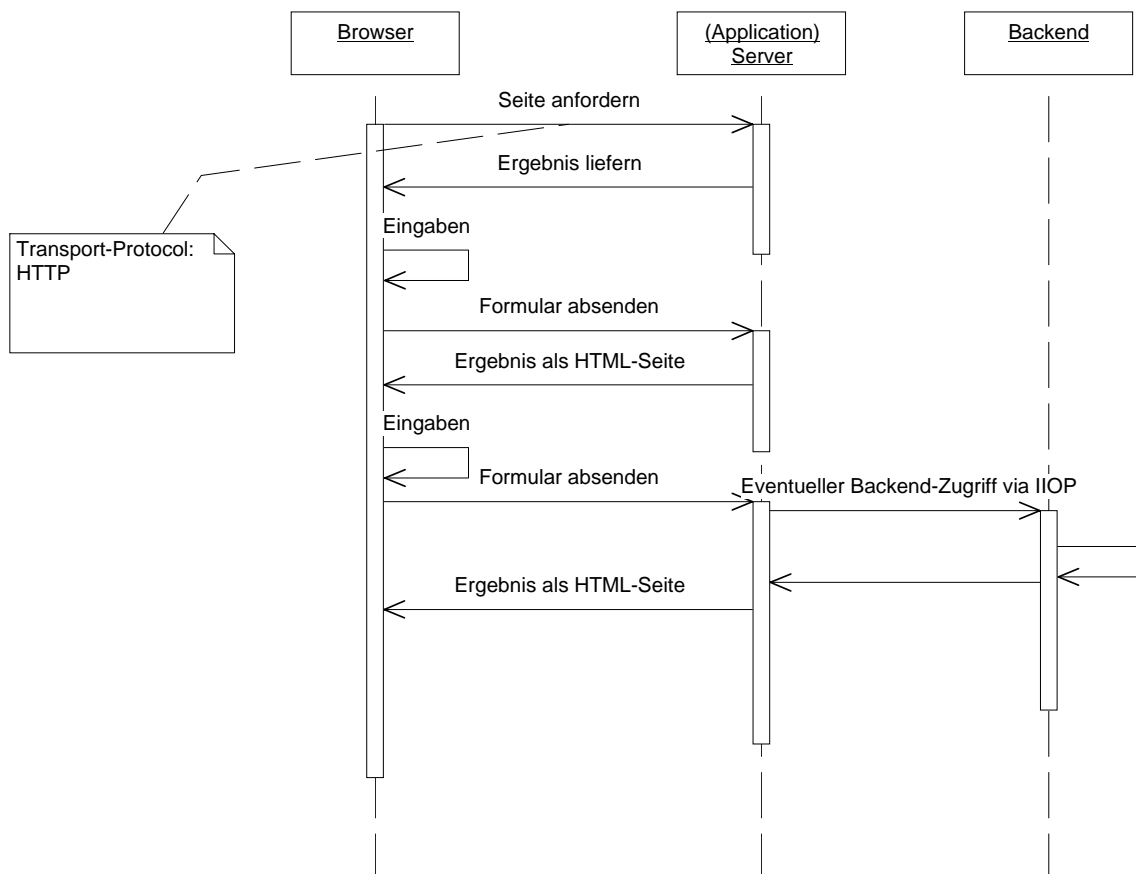 Browser
(Application)
Server
Backend
Seite anfordern
Ergebnis liefern
Eingaben
Transport-Protocol:
HTTP
Formular absenden
Ergebnis als HTML-Seite
Eingaben
Formular absenden
Eventueller Backend-Zugriff via IIOP
Ergebnis als HTML-Seite